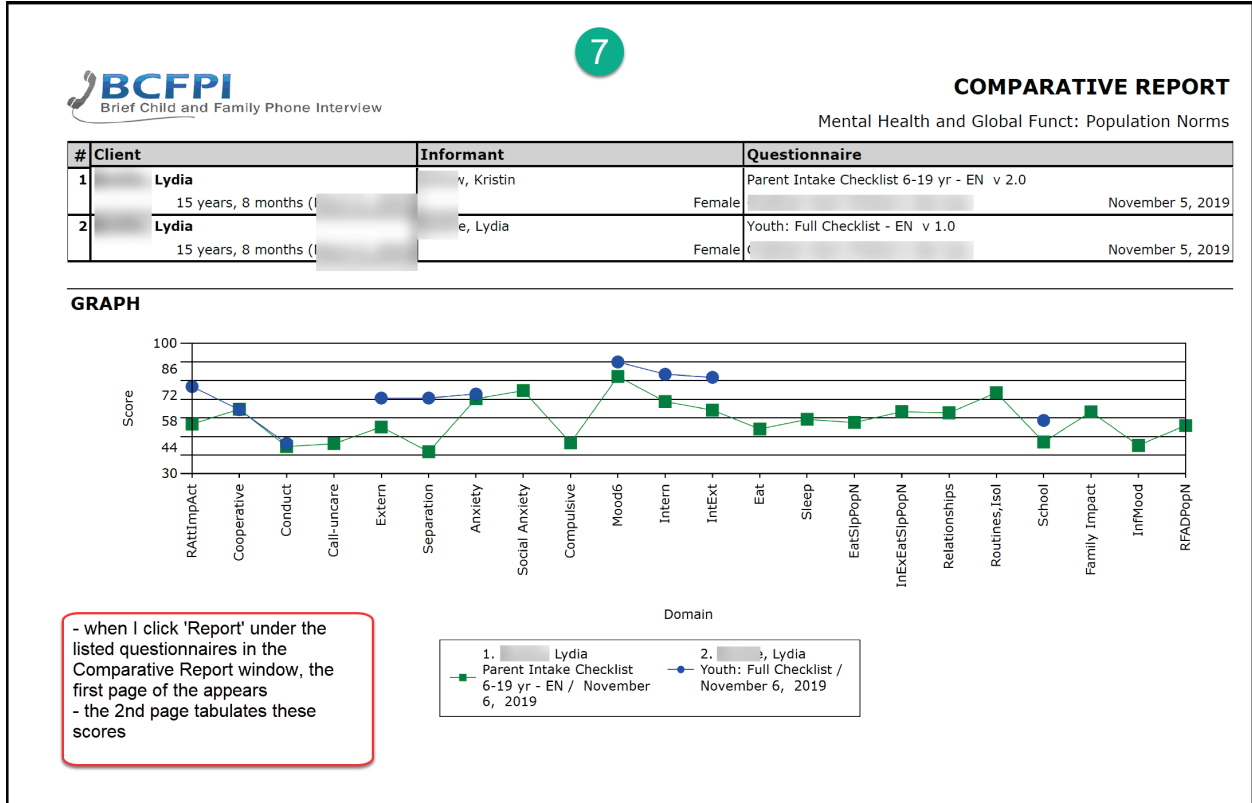 7
BCFPI
Brief Child and Family Phone Interview
COMPARATIVE REPORT
Mental Health and Global Funct: Population Norms
# Client Informant Questionnaire
1 Lydia w, Kristin Parent Intake Checklist 6-19 yr - EN v 2.0
15 years, 8 months ( Female November 5, 2019
2 Lydia e, Lydia Youth: Full Checklist - EN v 1.0
15 years, 8 months ( Female November 5, 2019
GRAPH
100
86
72
58
44
30
Score
RAttImpAct
Cooperative
Conduct
Call-uncare
Extern
Separation
Anxiety
Social Anxiety
Compulsive
Mood6
Intern
IntExt
Eat
Sleep
EatSlpPopN
InExEatSlpPopN
Relationships
Routines,Isol
School
Family Impact
InfMood
RFADPopN
Domain
- when I click 'Report' under the
listed questionnaires in the
Comparative Report window, the
first page of the appears
- the 2nd page tabulates these
scores
1. Lydia
Parent Intake Checklist
6-19 yr - EN / November
6, 2019
2. , Lydia
Youth: Full Checklist /
November 6, 2019